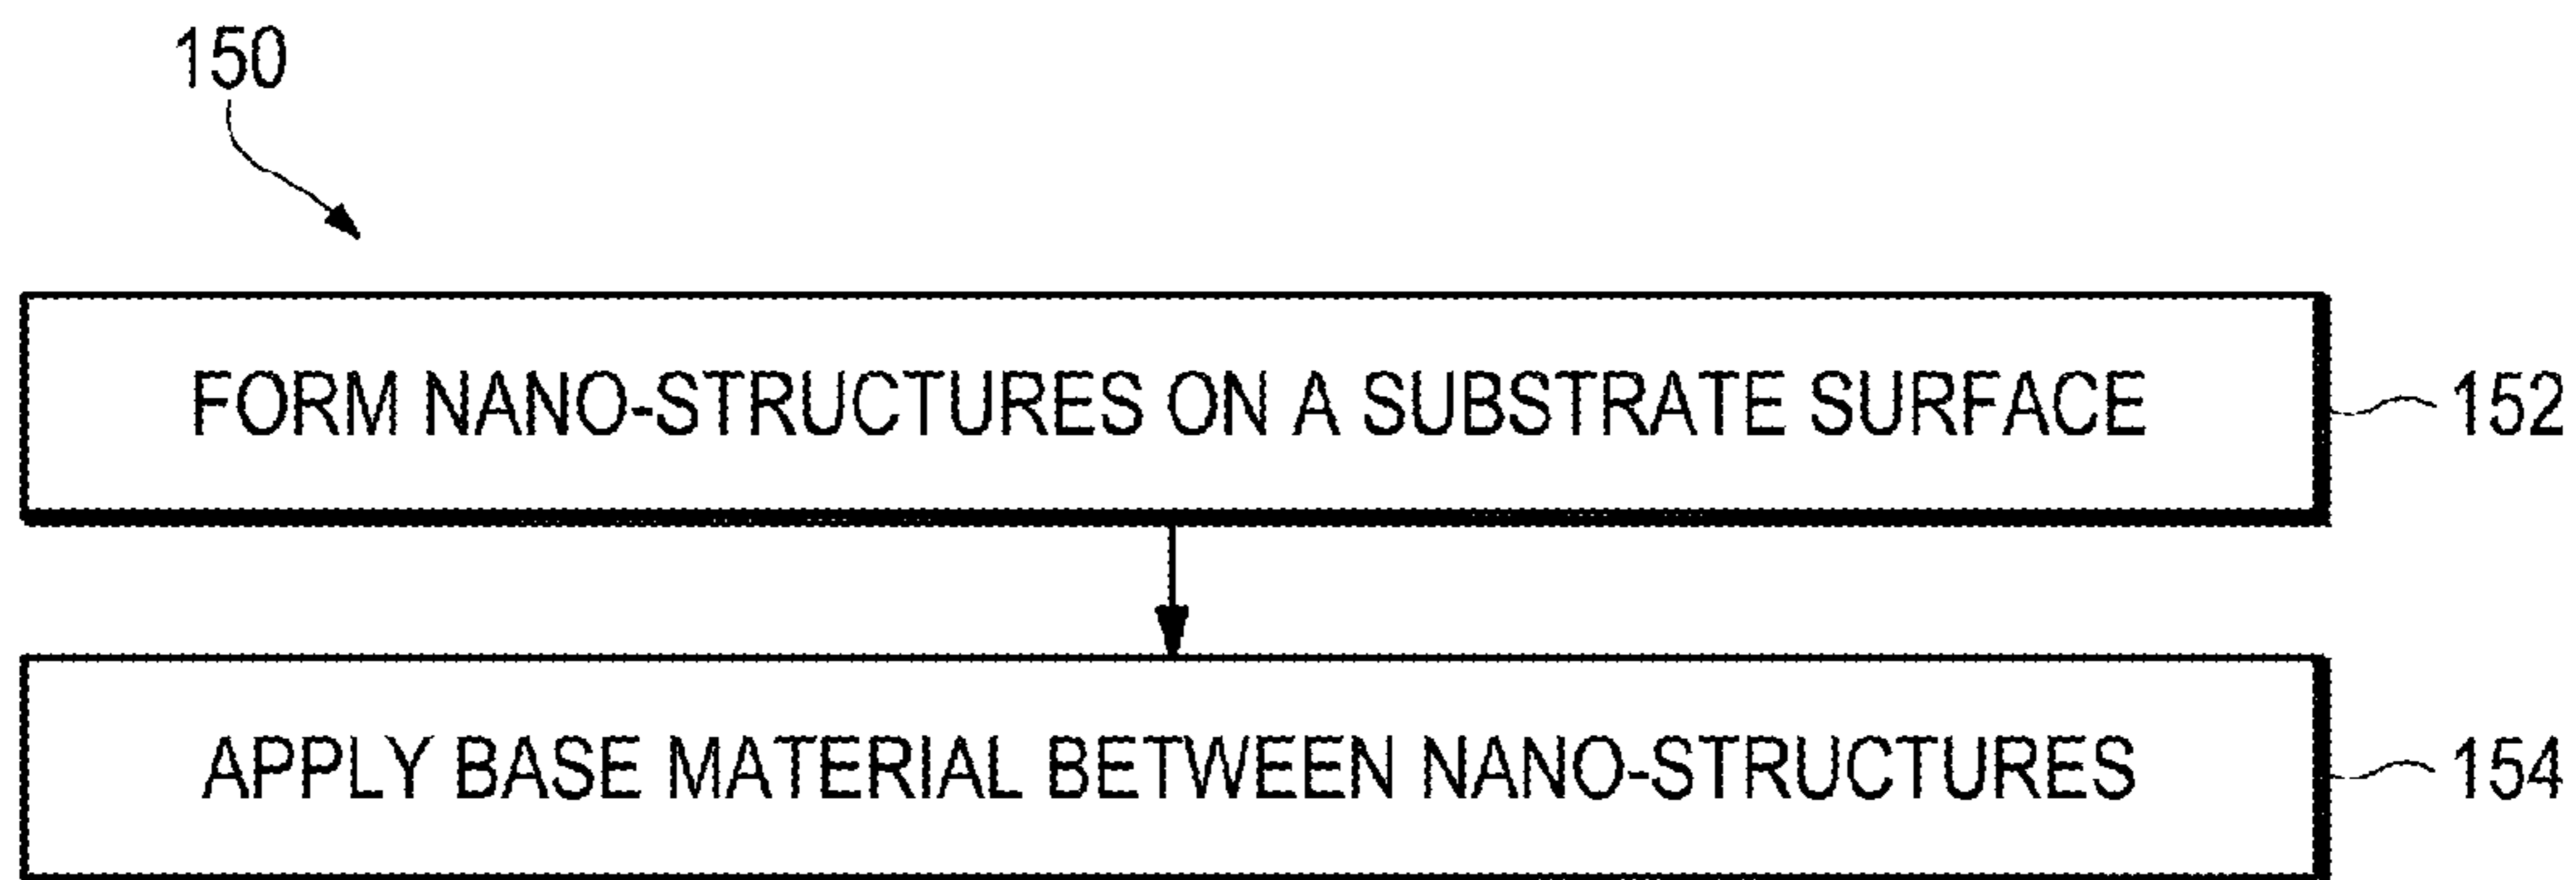 150
FORM NANO-STRUCTURES ON A SUBSTRATE SURFACE
152
APPLY BASE MATERIAL BETWEEN NANO-STRUCTURES
154